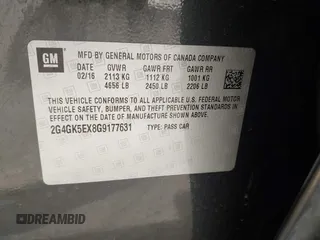 GM
MFD BY GENERAL MOTORS OF CANADA COMPANY
DATE GVWR GAWR FRT GAWR RR
02/16 2113 KG 1112 KG 1001 KG
4656 LB 2450 LB 2206 LB
THIS VEHICLE CONFORMS TO ALL APPLICABLE U.S. FEDERAL MOTOR
VEHICLE SAFETY, BUMPER, AND THEFT PREVENTION STANDARDS IN
EFFECT ON THE DATE OF MANUFACTURE SHOWN ABOVE.
2G4GK5EX8G9177631 TYPE: PASS CAR
DREAMBID